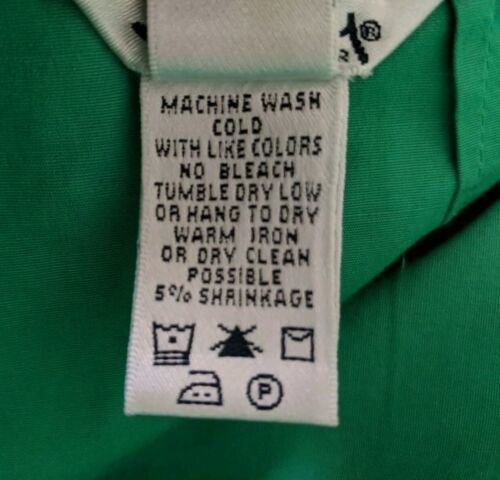 ®
R
MACHINE WASH
COLD
WITH LIKE COLORS
NO BLEACH
TUMBLE DRY LOW
OR HANG TO DRY
WARM IRON
OR DRY CLEAN
POSSIBLE
5% SHRINKAGE
P